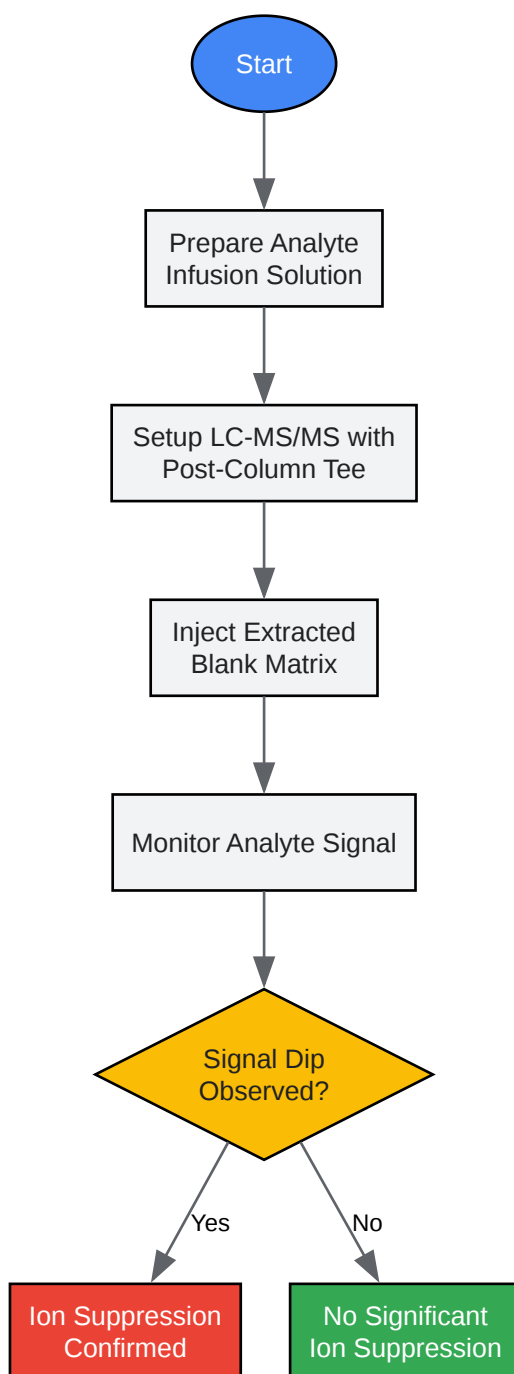 Start
Prepare Analyte
Infusion Solution
Setup LC-MS/MS with
Post-Column Tee
Inject Extracted
Blank Matrix
Monitor Analyte Signal
Signal Dip
Observed?
Yes
No
Ion Suppression
Confirmed
No Significant
Ion Suppression